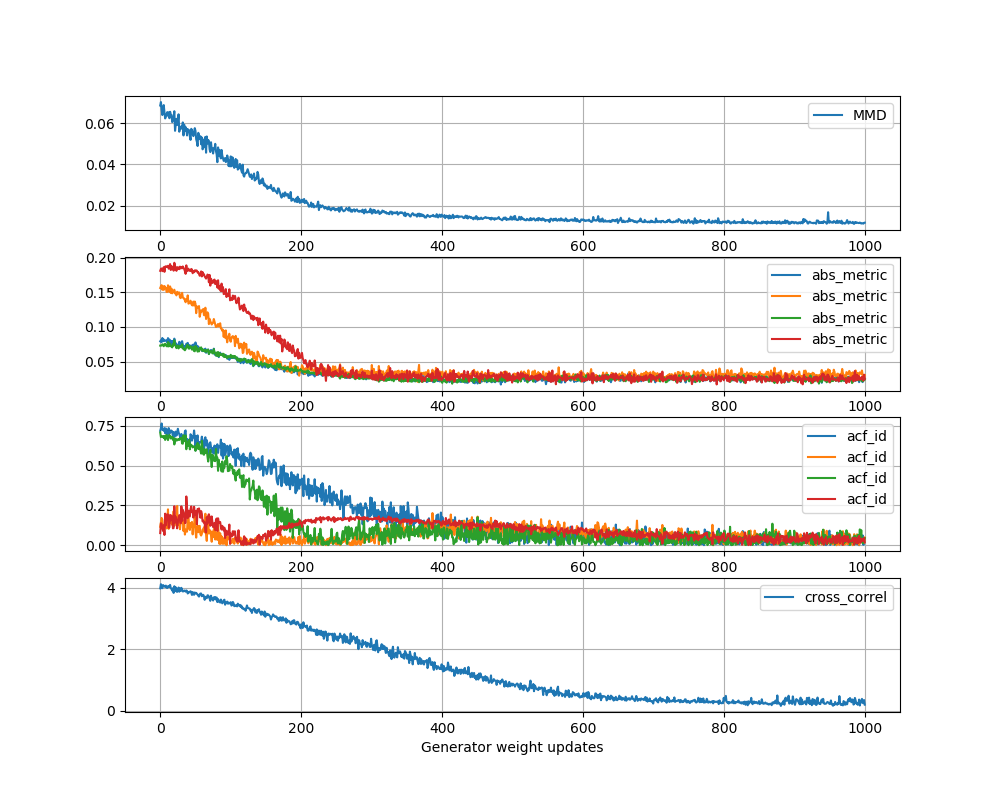 MMD
0.06
0.04
0.02
0 200 400 600 800 1000
abs_metric
abs_metric
abs_metric
abs_metric
0.20
0.15
0.10
0.05
0 200 400 600 800 1000
acf_id
acf_id
acf_id
acf_id
0.75
0.50
0.25
0.00
0 200 400 600 800 1000
cross_correl
4
2
0
0 200 400 600 800 1000
Generator weight updates